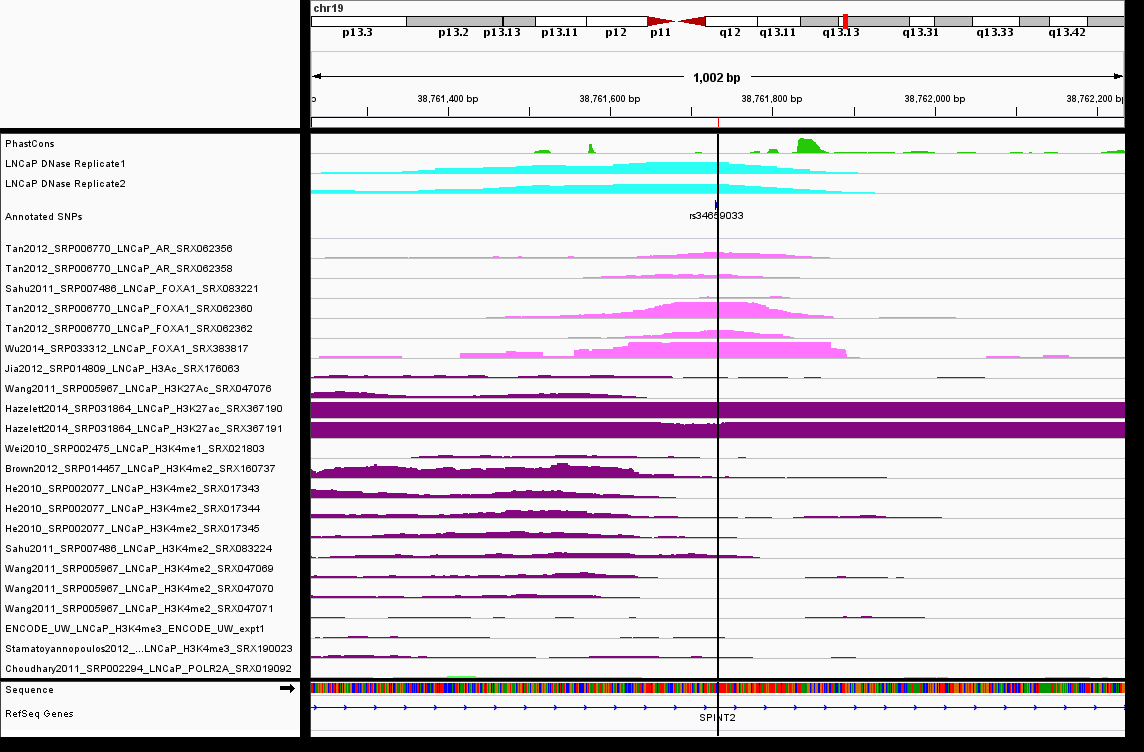 chr19
p13.3 p13.2 p13.13 p13.11 p12 p11 q12 q13.11 q13.13 q13.31 q13.33 q13.42
1,002 bp
38,761,400 bp 38,761,600 bp 38,761,800 bp 38,762,000 bp 38,762,200 bp
PhastCons
LNCaP DNase Replicate1
LNCaP DNase Replicate2
Annotated SNPs
rs34659033
Tan2012_SRP006770_LNCaP_AR_SRX062356
Tan2012_SRP006770_LNCaP_AR_SRX062358
Sahu2011_SRP007486_LNCaP_FOXA1_SRX083221
Tan2012_SRP006770_LNCaP_FOXA1_SRX062360
Tan2012_SRP006770_LNCaP_FOXA1_SRX062362
Wu2014_SRP033312_LNCaP_FOXA1_SRX383817
Jia2012_SRP014809_LNCaP_H3Ac_SRX176063
Wang2011_SRP005967_LNCaP_H3K27Ac_SRX047076
Hazelett2014_SRP031864_LNCaP_H3K27ac_SRX367190
Hazelett2014_SRP031864_LNCaP_H3K27ac_SRX367191
Wei2010_SRP002475_LNCaP_H3K4me1_SRX021803
Brown2012_SRP014457_LNCaP_H3K4me2_SRX160737
He2010_SRP002077_LNCaP_H3K4me2_SRX017343
He2010_SRP002077_LNCaP_H3K4me2_SRX017344
He2010_SRP002077_LNCaP_H3K4me2_SRX017345
Sahu2011_SRP007486_LNCaP_H3K4me2_SRX083224
Wang2011_SRP005967_LNCaP_H3K4me2_SRX047069
Wang2011_SRP005967_LNCaP_H3K4me2_SRX047070
Wang2011_SRP005967_LNCaP_H3K4me2_SRX047071
ENCODE_UW_LNCaP_H3K4me3_ENCODE_UW_expt1
Stamatoyannopoulos2012_...LNCaP_H3K4me3_SRX190023
Choudhary2011_SRP002294_LNCaP_POLR2A_SRX019092
Sequence
RefSeq Genes
SPINT2